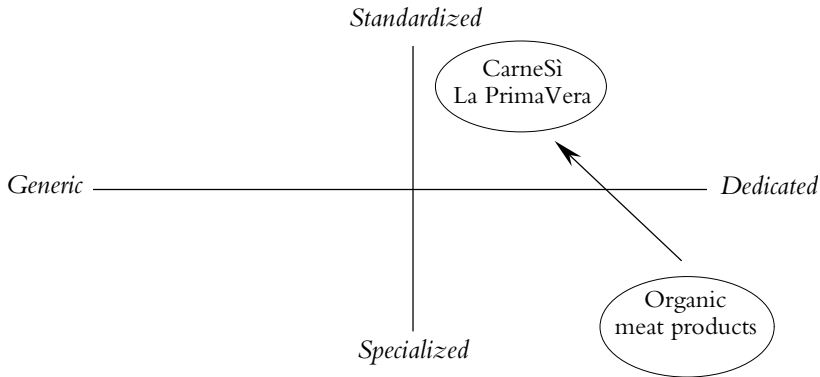 Standardized
CarneSì
La PrimaVera
Generic
Dedicated
Organic
meat products
Specialized